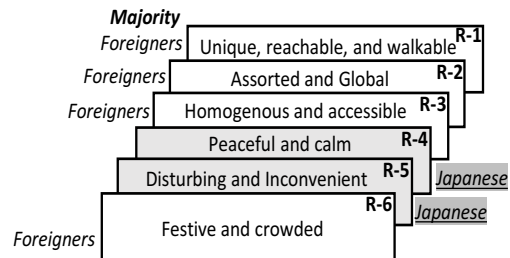 Majority
Foreigners Unique, reachable, and walkable R-1
Foreigners Assorted and Global R-2
Foreigners Homogenous and accessible R-3
Peaceful and calm R-4
Disturbing and Inconvenient R-5 Japanese
R-6 Japanese
Foreigners Festive and crowded